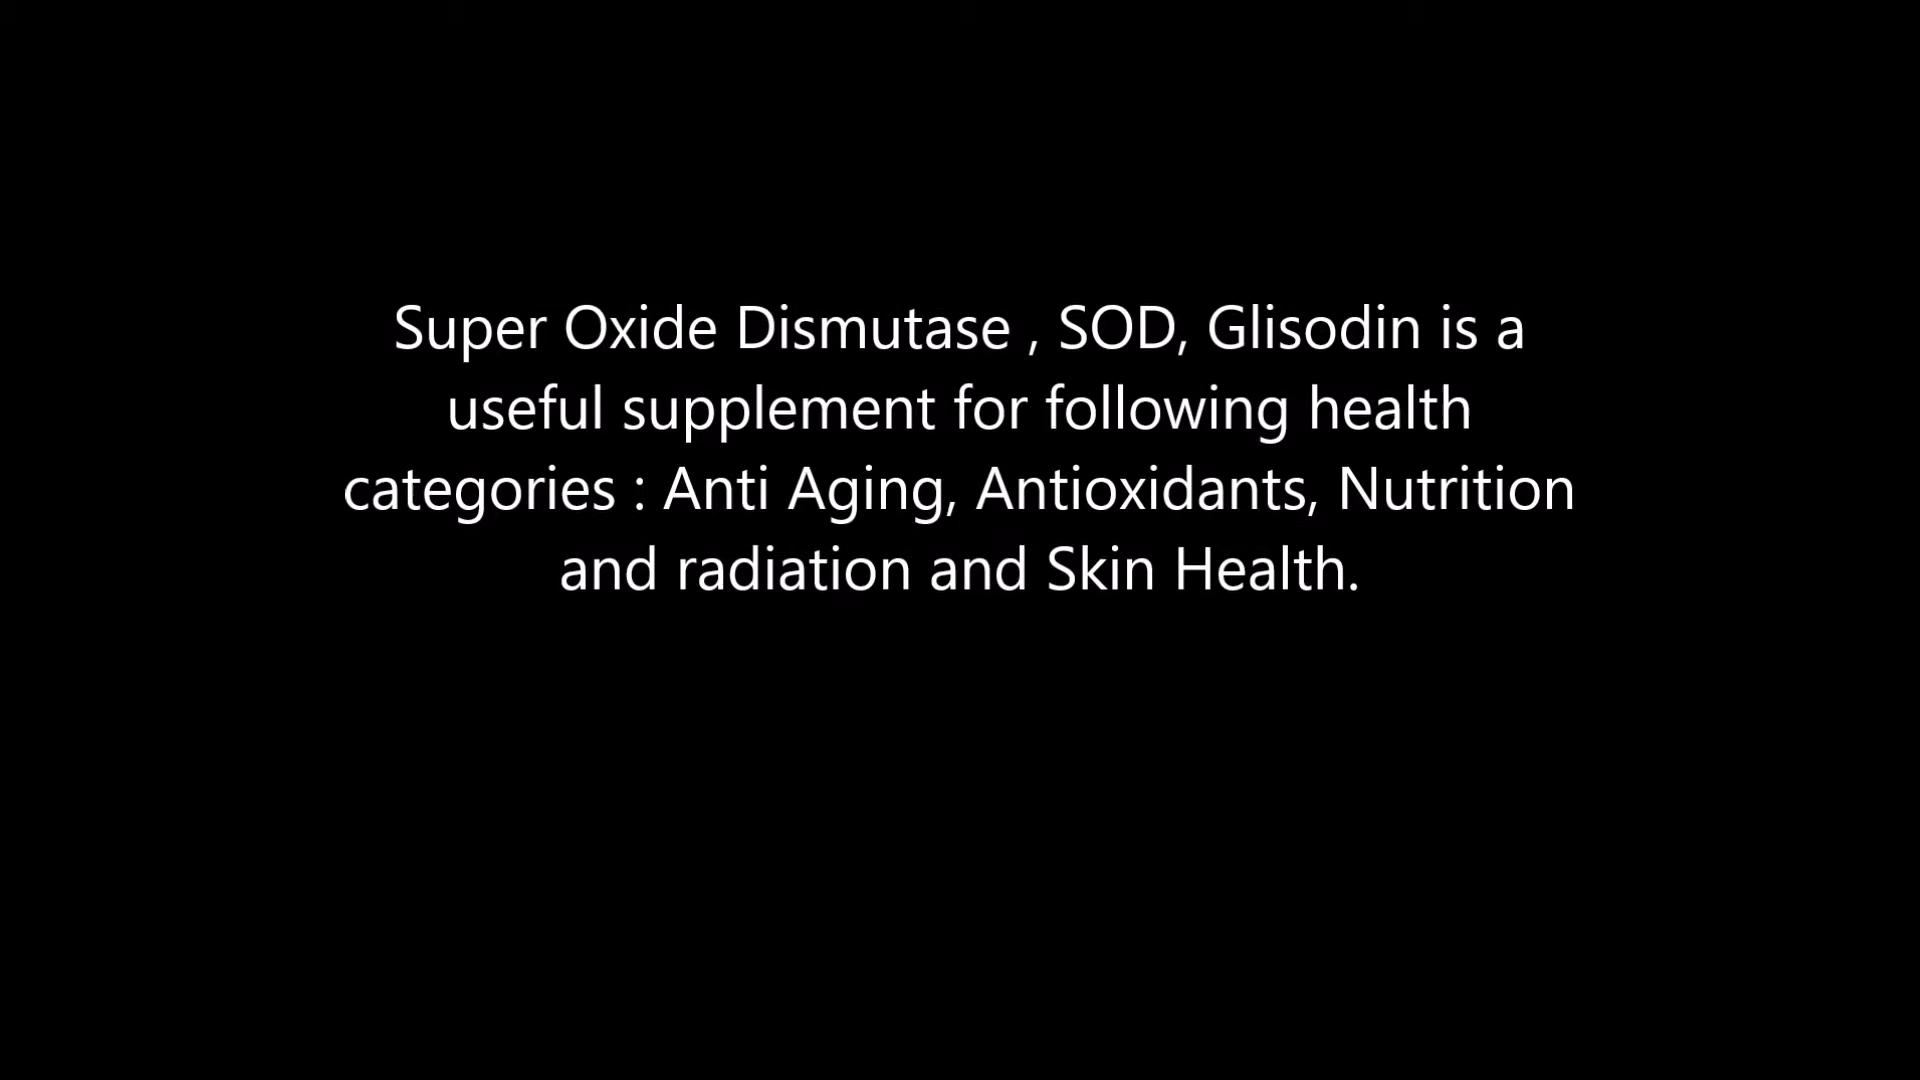 Super Oxide Dismutase , SOD, Glisodin is a
useful supplement for following health
categories : Anti Aging, Antioxidants, Nutrition
and radiation and Skin Health.